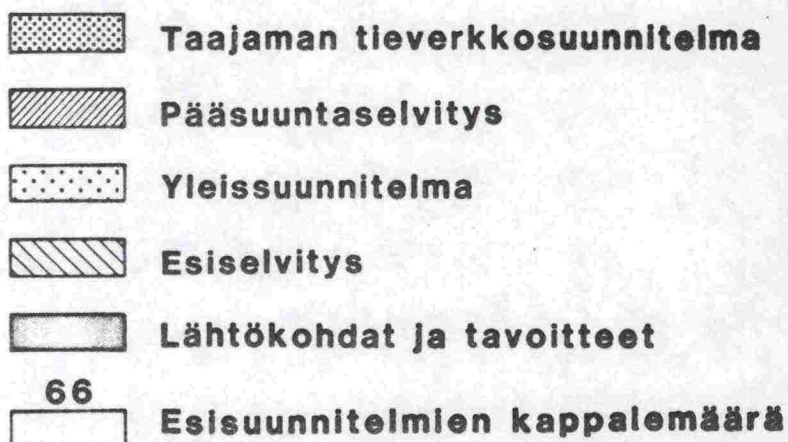 Taajaman tieverkkosuunnitelma
Pääsuuntaselvitys
Yleissuunnitelma
Esiselvitys
Lähtökohdat ja tavoitteet
66
Esisuunnitelmien kappalemäärä